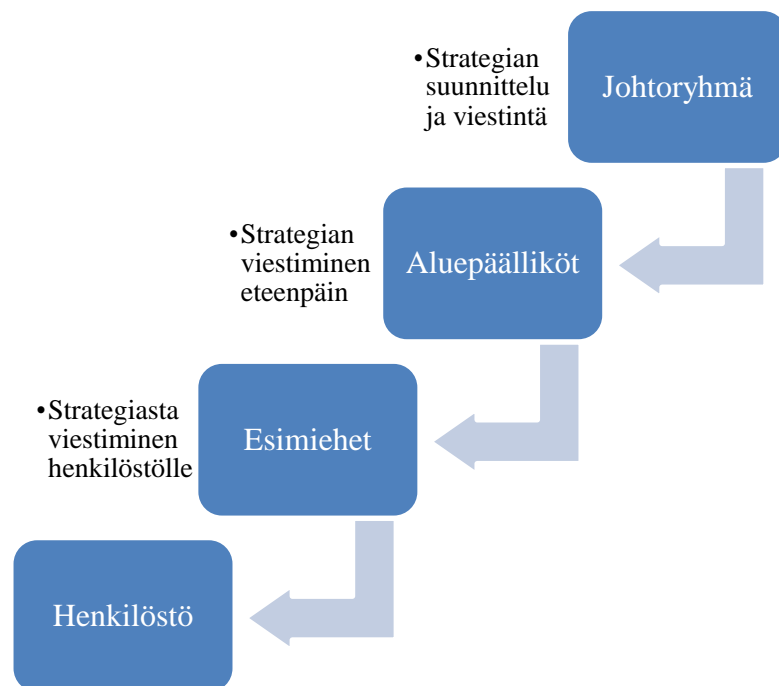 •Strategian
suunnittelu
ja viestintä
Johtoryhmä
•Strategian
viestiminen
eteenpäin
Aluepäälliköt
•Strategiasta
viestiminen
henkilöstölle
Esimiehet
Henkilöstö